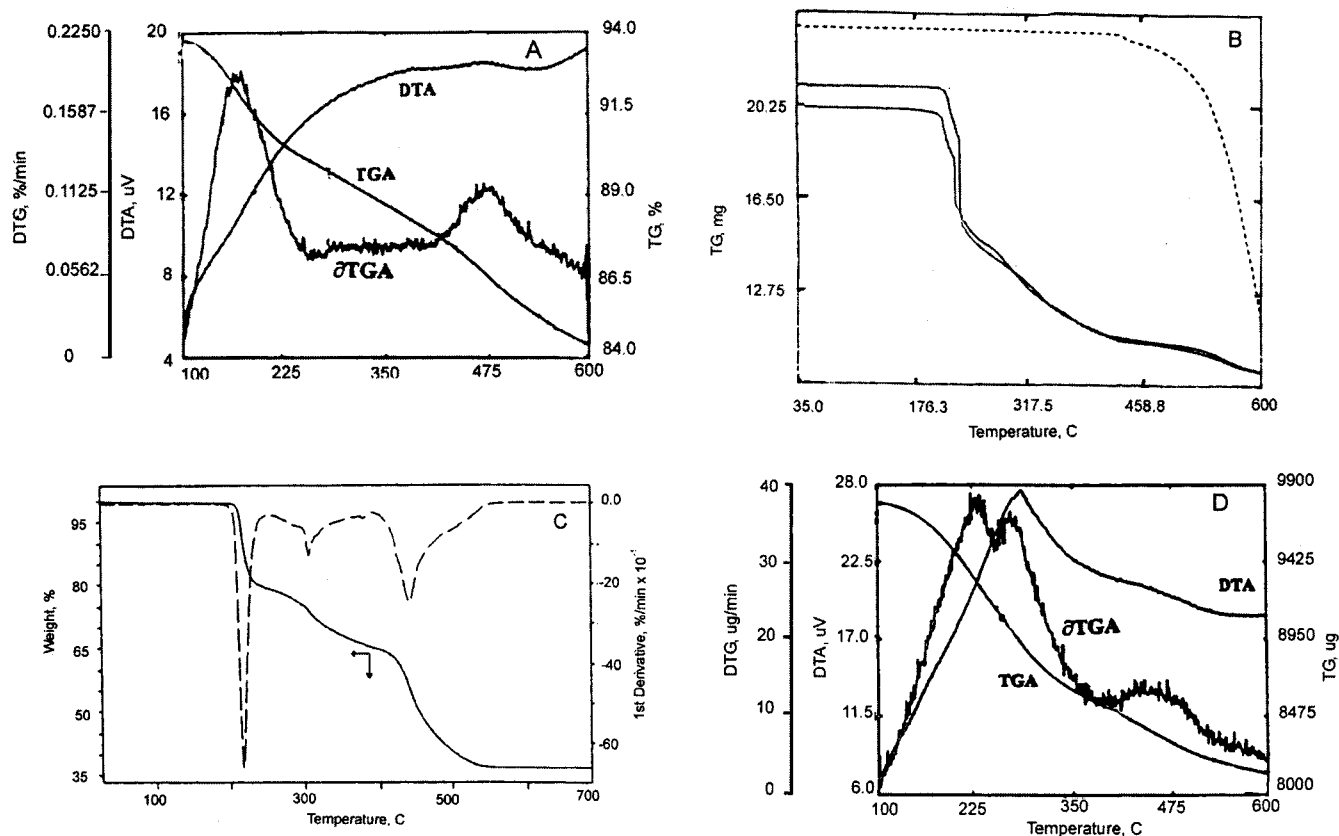 A
DTG, %/min
0.2250
0.1587
0.1125
0.0562
0
DTA, uV
20
16
12
8
4
DTA
TGA
∂TGA
94.0
91.5
89.0
86.5
84.0
TG, %
100 225 350 475 600
B
TG, mg
20.25
16.50
12.75
35.0 176.3 317.5 458.8 600
Temperature, C
C
Weight, %
95
80
65
50
35
0.0
-20
-40
-60
1st Derivative, %/min x 10⁻¹
100 300 500 700
Temperature, C
D
DTG, ug/min
40
30
20
10
0
DTA, uV
28.0
22.5
17.0
11.5
6.0
DTA
∂TGA
TGA
9900
9425
8950
8475
8000
TG, ug
100 225 350 475 600
Temperature, C